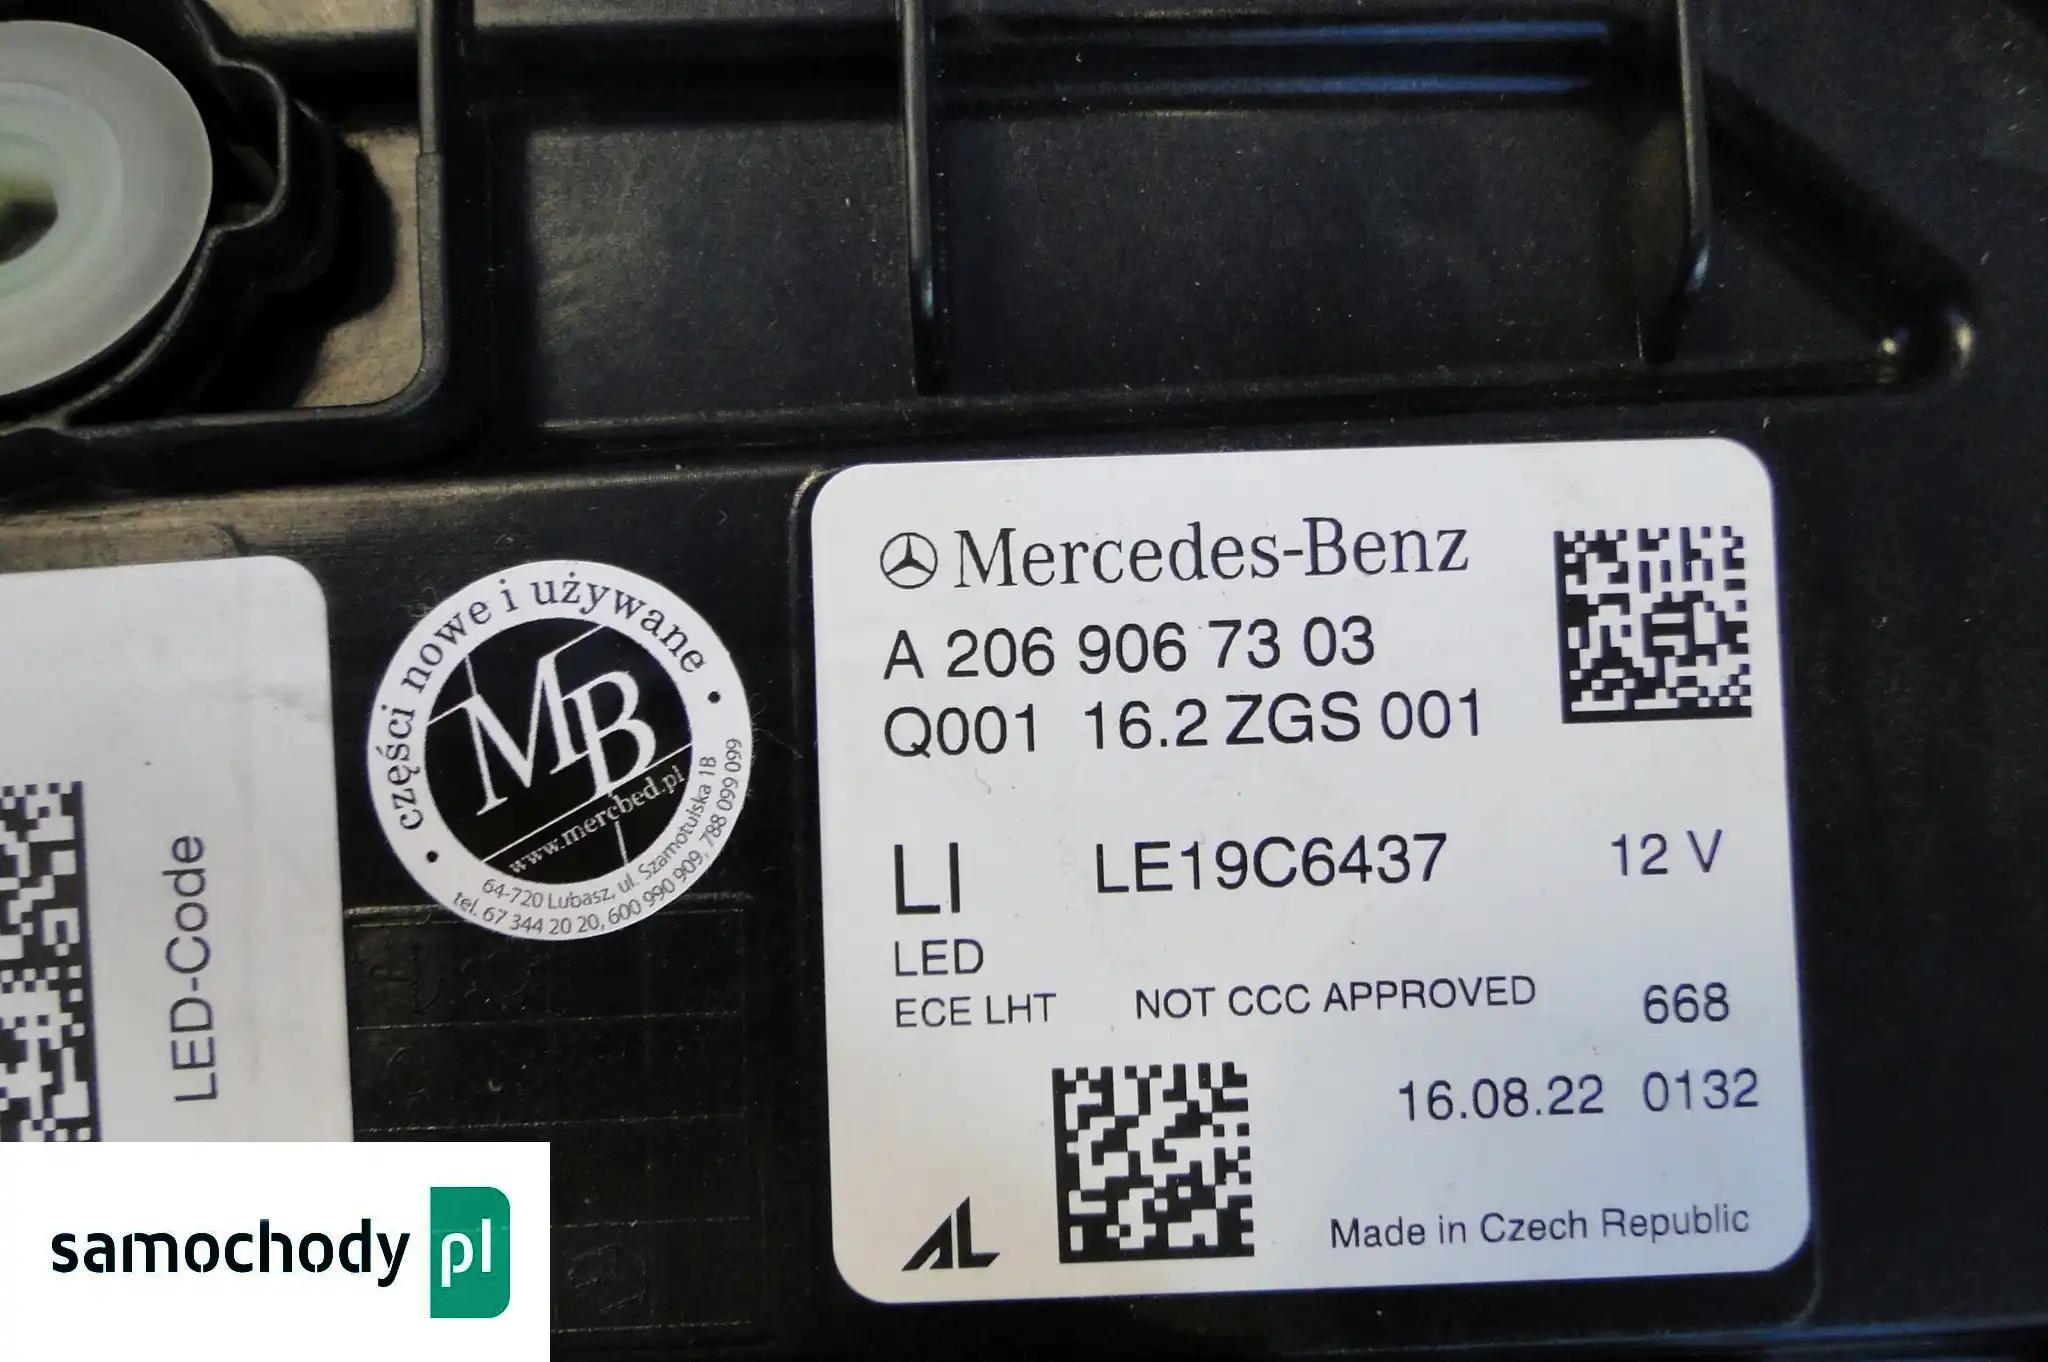 Mercedes-Benz
A 206 906 73 03
Q001 16.2 ZGS 001
LI LE19C6437 12 V
LED
ECE LHT NOT CCC APPROVED 668
16.08.22 0132
AL
Made in Czech Republic
części nowe i używane
MB
www.mercbed.pl
64-720 Lubasz, ul. Szamotulska 1B
tel. 67 344 20 20, 600 990 909, 788 099 099
LED-Code
samochody pl